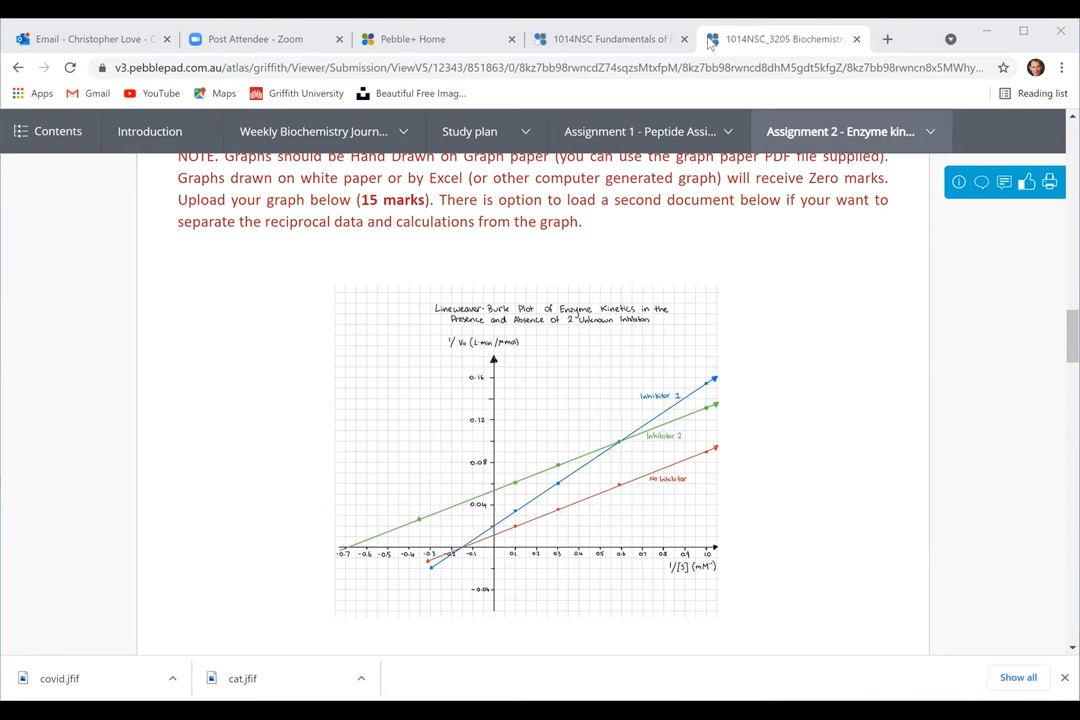 Email - Christopher Love -
Post Attendee - Zoom
Pebble+ Home
1014NSC Fundamentals of
1014NSC_3205 Biochemistry
v3.pebblepad.com.au/atlas/griffith/Viewer/Submission/ViewV5/12343/851863/0/8kz7bb98rwncdZ74sqzsMtxfpM/8kz7bb98rwncd8dhM5gdt5kfgZ/8kz7bb98rwncn8x5MWhy...
Apps Gmail YouTube Maps Griffith University Beautiful Free Imag... Reading list
Contents Introduction Weekly Biochemistry Journ... Study plan Assignment 1 - Peptide Assi... Assignment 2 - Enzyme kin...
NOTE. Graphs should be Hand Drawn on Graph paper (you can use the graph paper PDF file supplied).
Graphs drawn on white paper or by Excel (or other computer generated graph) will receive Zero marks.
Upload your graph below (15 marks). There is option to load a second document below if your want to
separate the reciprocal data and calculations from the graph.
Lineweaver-Burk Plot of Enzyme Kinetics in the
Presence and Absence of 2 Unknown Inhibitors
1/ V₀ (L·min/μmol)
0.16
Inhibitor 1
0.12
Inhibitor 2
0.08
No Inhibitor
0.04
-0.7 -0.6 -0.5 -0.4 -0.3 -0.2 -0.1 0.1 0.2 0.3 0.4 0.5 0.6 0.7 0.8 0.9 1.0
1/[S] (mM⁻¹)
-0.04
covid.jfif
cat.jfif
Show all